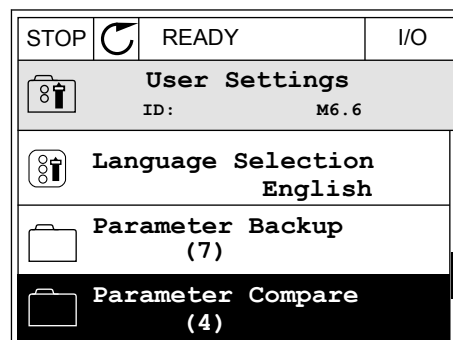 STOP READY I/O
User Settings
ID: M6.6
Language Selection
English
Parameter Backup
(7)
Parameter Compare
(4)